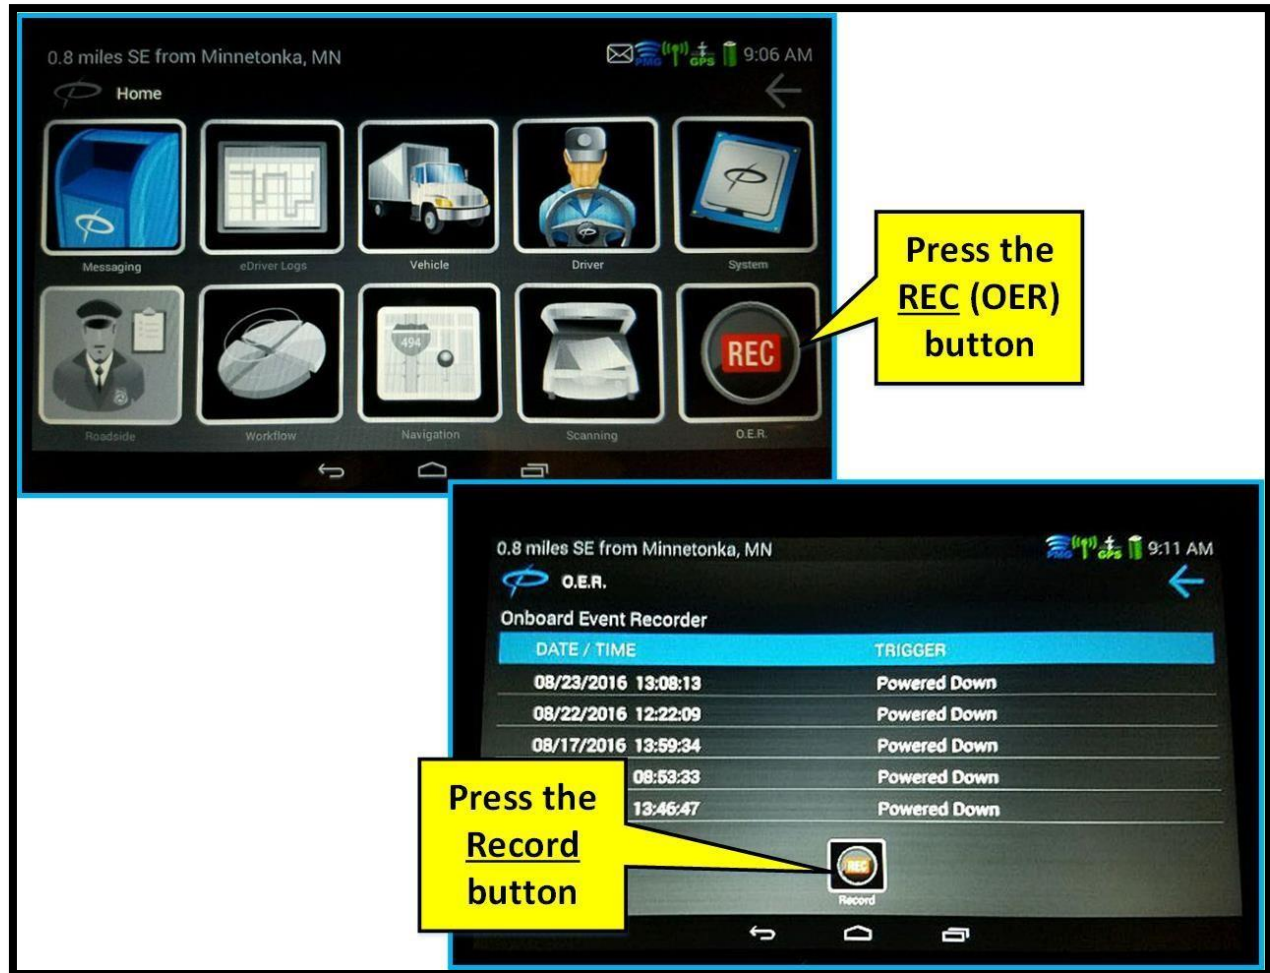 0.8 miles SE from Minnetonka, MN
PMG GPS 9:06 AM
Home
Messaging eDriver Logs Vehicle Driver System
494
REC
Roadside Workflow Navigation Scanning O.E.R.
Press the
REC (OER)
button
0.8 miles SE from Minnetonka, MN
PMG GPS 9:11 AM
O.E.R.
Onboard Event Recorder
DATE / TIME TRIGGER
08/23/2016 13:08:13 Powered Down
08/22/2016 12:22:09 Powered Down
08/17/2016 13:59:34 Powered Down
08:53:33 Powered Down
13:46:47 Powered Down
Press the
Record
button
REC
Record